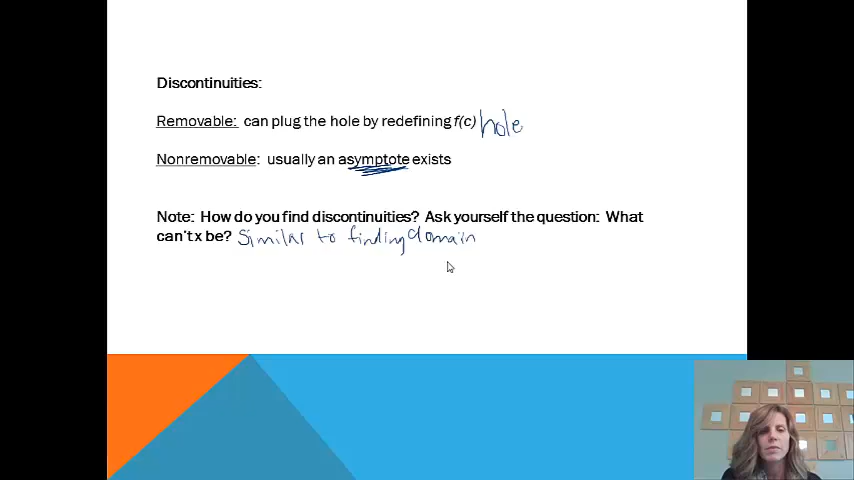 Discontinuities:
Removable: can plug the hole by redefining f(c) hole
Nonremovable: usually an asymptote exists
Note: How do you find discontinuities? Ask yourself the question: What
can't x be? Similar to finding domain